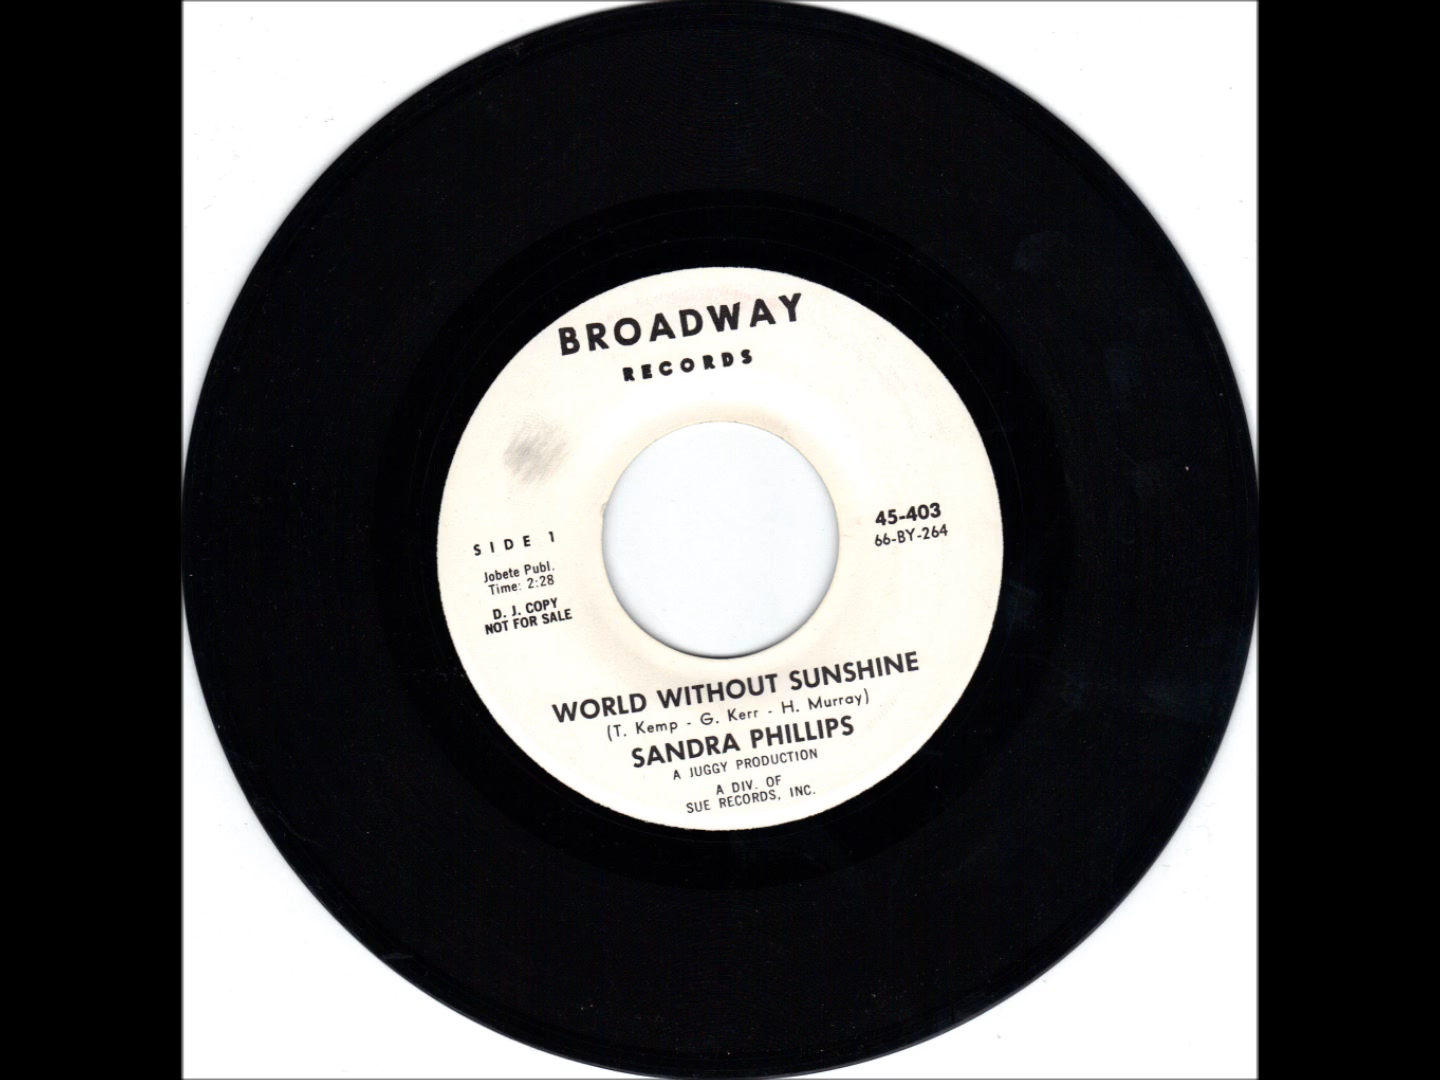 BROADWAY
RECORDS
45-403
66-BY-264
SIDE 1
Jobete Publ.
Time: 2:28
D. J. COPY
NOT FOR SALE
WORLD WITHOUT SUNSHINE
(T. Kemp - G. Kerr - H. Murray)
SANDRA PHILLIPS
A JUGGY PRODUCTION
A DIV. OF
SUE RECORDS, INC.